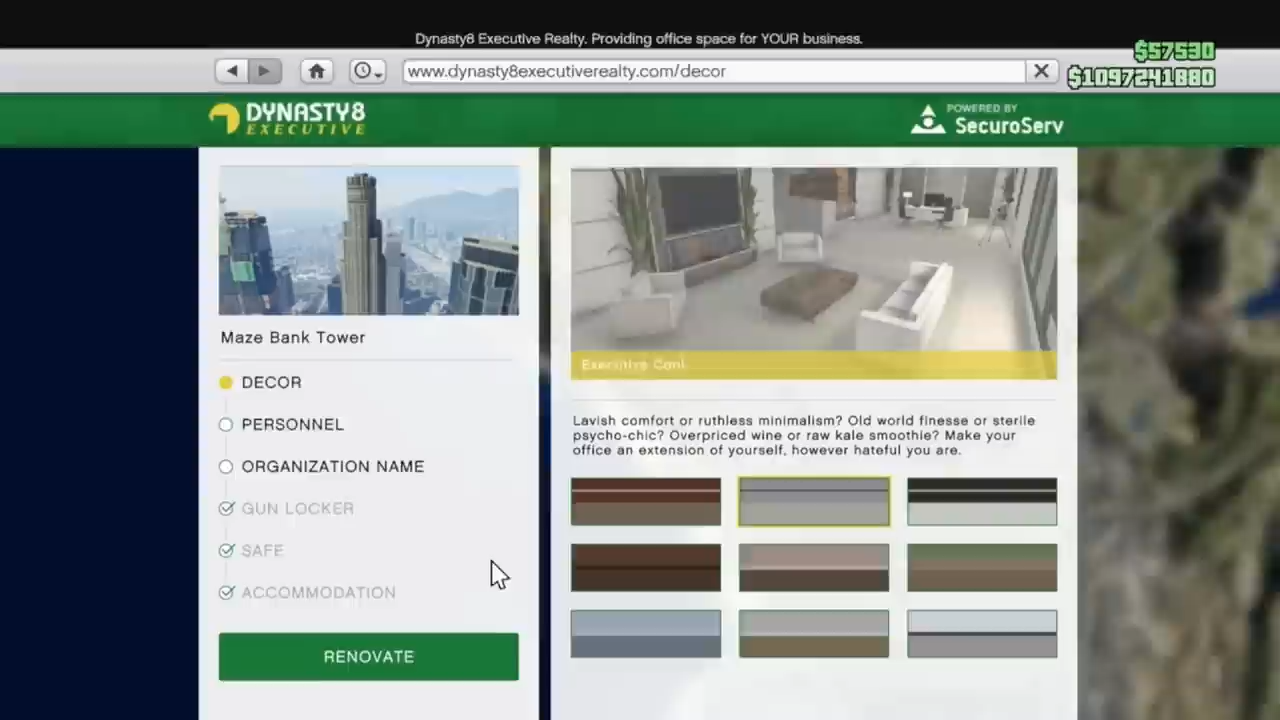 Dynasty8 Executive Realty. Providing office space for YOUR business.
$57530
www.dynasty8executiverealty.com/decor
$1097241880
DYNASTY8
EXECUTIVE
POWERED BY
SecuroServ
Maze Bank Tower
DECOR
PERSONNEL
ORGANIZATION NAME
GUN LOCKER
SAFE
ACCOMMODATION
RENOVATE
Executive Cool
Lavish comfort or ruthless minimalism? Old world finesse or sterile
psycho-chic? Overpriced wine or raw kale smoothie? Make your
office an extension of yourself, however hateful you are.